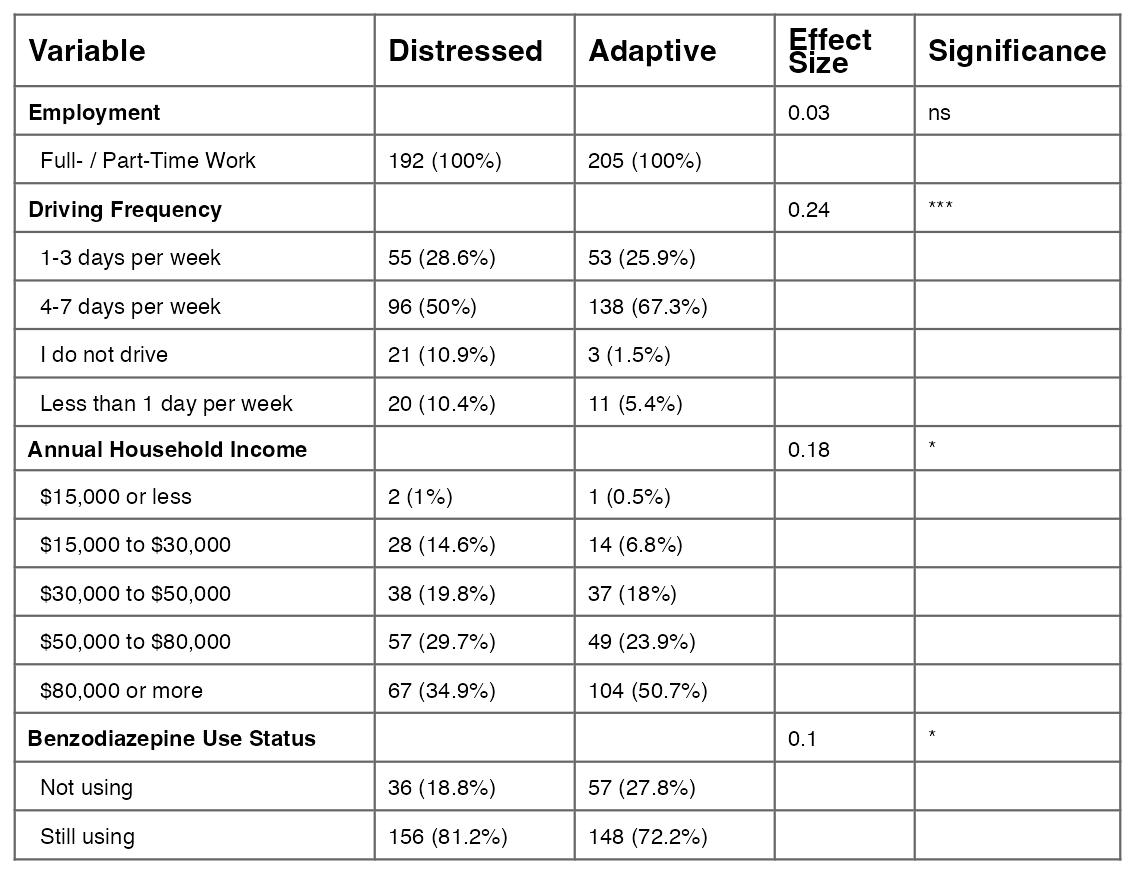 Variable Distressed Adaptive Effect Size Significance
Employment 0.03 ns
Full- / Part-Time Work 192 (100%) 205 (100%)
Driving Frequency 0.24 ***
1-3 days per week 55 (28.6%) 53 (25.9%)
4-7 days per week 96 (50%) 138 (67.3%)
I do not drive 21 (10.9%) 3 (1.5%)
Less than 1 day per week 20 (10.4%) 11 (5.4%)
Annual Household Income 0.18 *
$15,000 or less 2 (1%) 1 (0.5%)
$15,000 to $30,000 28 (14.6%) 14 (6.8%)
$30,000 to $50,000 38 (19.8%) 37 (18%)
$50,000 to $80,000 57 (29.7%) 49 (23.9%)
$80,000 or more 67 (34.9%) 104 (50.7%)
Benzodiazepine Use Status 0.1 *
Not using 36 (18.8%) 57 (27.8%)
Still using 156 (81.2%) 148 (72.2%)